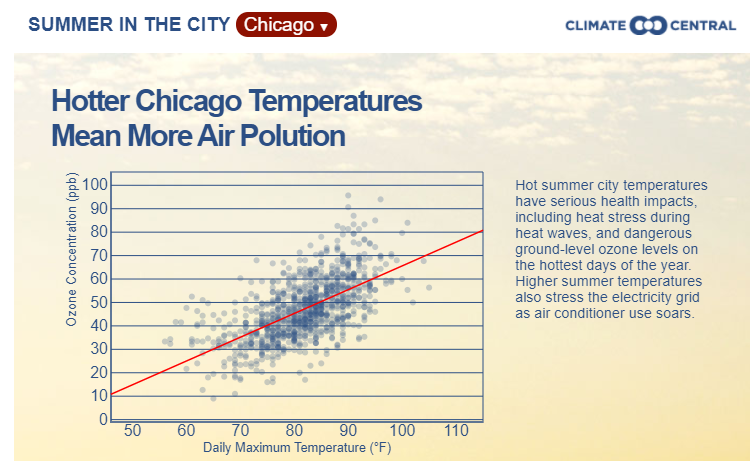 SUMMER IN THE CITY Chicago ▼
CLIMATE CENTRAL
Hotter Chicago Temperatures
Mean More Air Polution
Ozone Concentration (ppb)
100
90
80
70
60
50
40
30
20
10
0
50 60 70 80 90 100 110
Daily Maximum Temperature (°F)
Hot summer city temperatures
have serious health impacts,
including heat stress during
heat waves, and dangerous
ground-level ozone levels on
the hottest days of the year.
Higher summer temperatures
also stress the electricity grid
as air conditioner use soars.